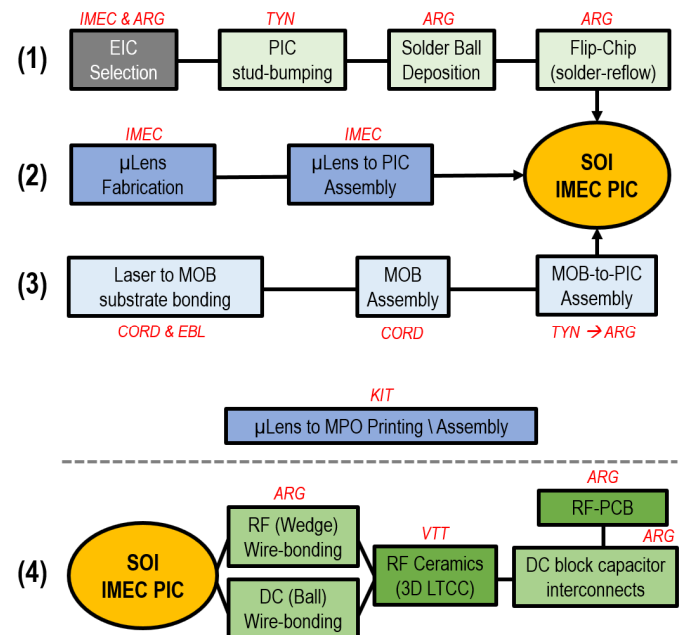 IMEC & ARG
TYN
ARG
ARG
(1)
EIC
Selection
PIC
stud-bumping
Solder Ball
Deposition
Flip-Chip
(solder-reflow)
IMEC
IMEC
(2)
µLens
Fabrication
µLens to PIC
Assembly
SOI
IMEC PIC
(3)
Laser to MOB
substrate bonding
MOB
Assembly
MOB-to-PIC
Assembly
CORD & EBL
CORD
TYN → ARG
KIT
µLens to MPO Printing \ Assembly
ARG
ARG
RF-PCB
(4)
SOI
IMEC PIC
RF (Wedge)
Wire-bonding
VTT
ARG
RF Ceramics
(3D LTCC)
DC block capacitor
interconnects
DC (Ball)
Wire-bonding